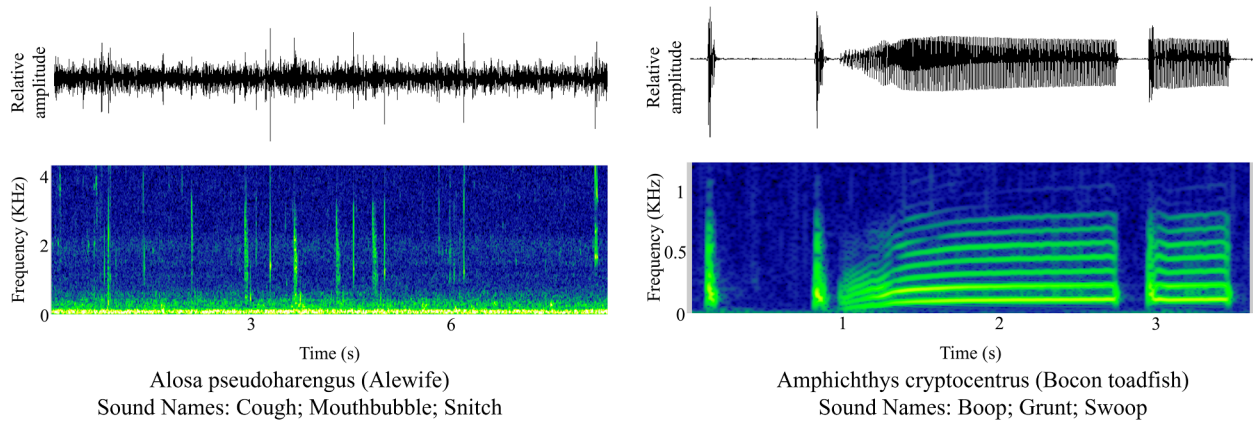 Relative
amplitude
Frequency (KHz)
4
2
0
3
6
Time (s)
Alosa pseudoharengus (Alewife)
Sound Names: Cough; Mouthbubble; Snitch
Relative
amplitude
Frequency (KHz)
1
0.5
0
1
2
3
Time (s)
Amphichthys cryptocentrus (Bocon toadfish)
Sound Names: Boop; Grunt; Swoop